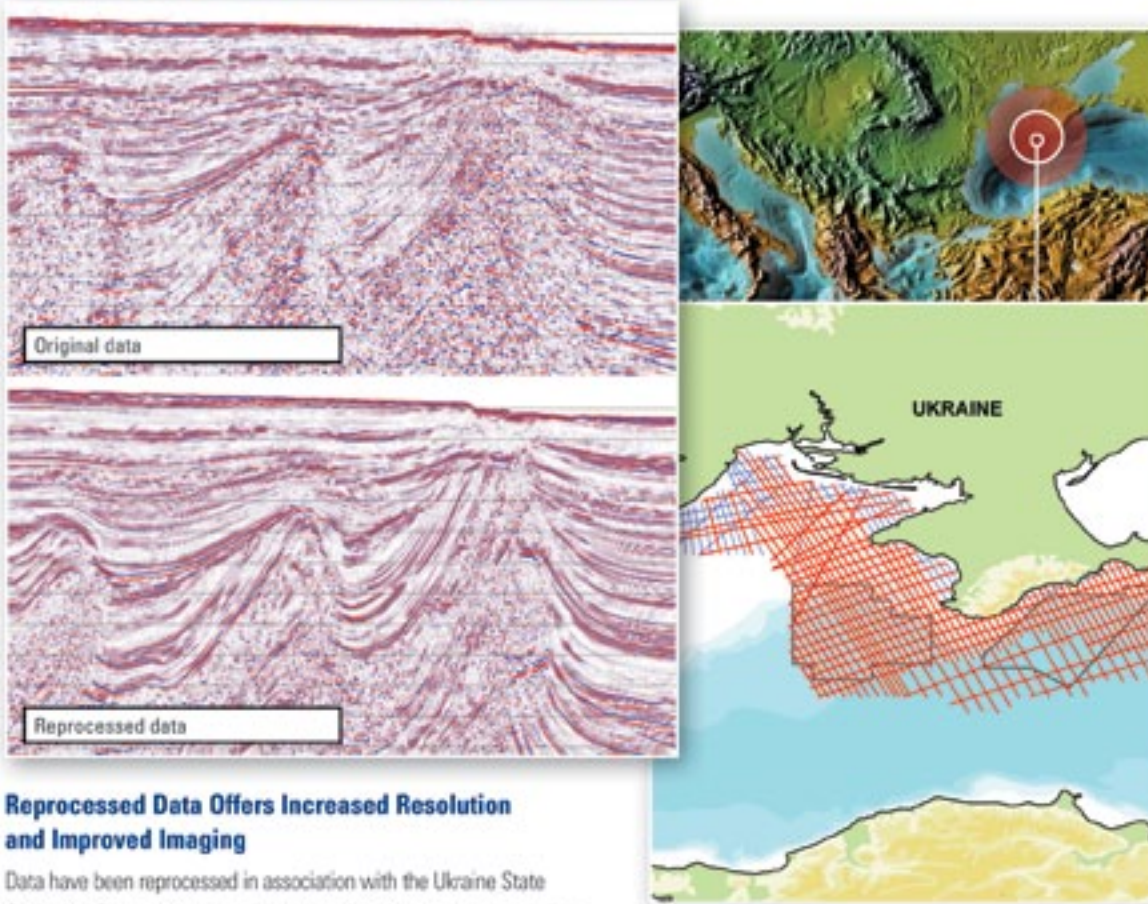 Original data
UKRAINE
Reprocessed data
Reprocessed Data Offers Increased Resolution
and Improved Imaging
Data have been reprocessed in association with the Ukraine State